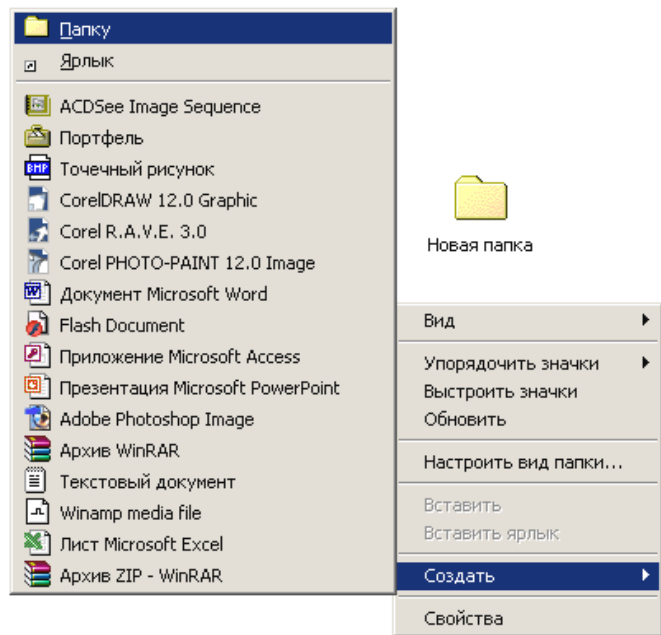 Папку
Ярлык
ACDSee Image Sequence
Портфель
BMP
Точечный рисунок
CorelDRAW 12.0 Graphic
Corel R.A.V.E. 3.0
Corel PHOTO-PAINT 12.0 Image
Документ Microsoft Word
Flash Document
Приложение Microsoft Access
Презентация Microsoft PowerPoint
Adobe Photoshop Image
Архив WinRAR
Текстовый документ
Winamp media file
Лист Microsoft Excel
Архив ZIP - WinRAR
Новая папка
Вид
Упорядочить значки
Выстроить значки
Обновить
Настроить вид папки...
Вставить
Вставить ярлык
Создать
Свойства